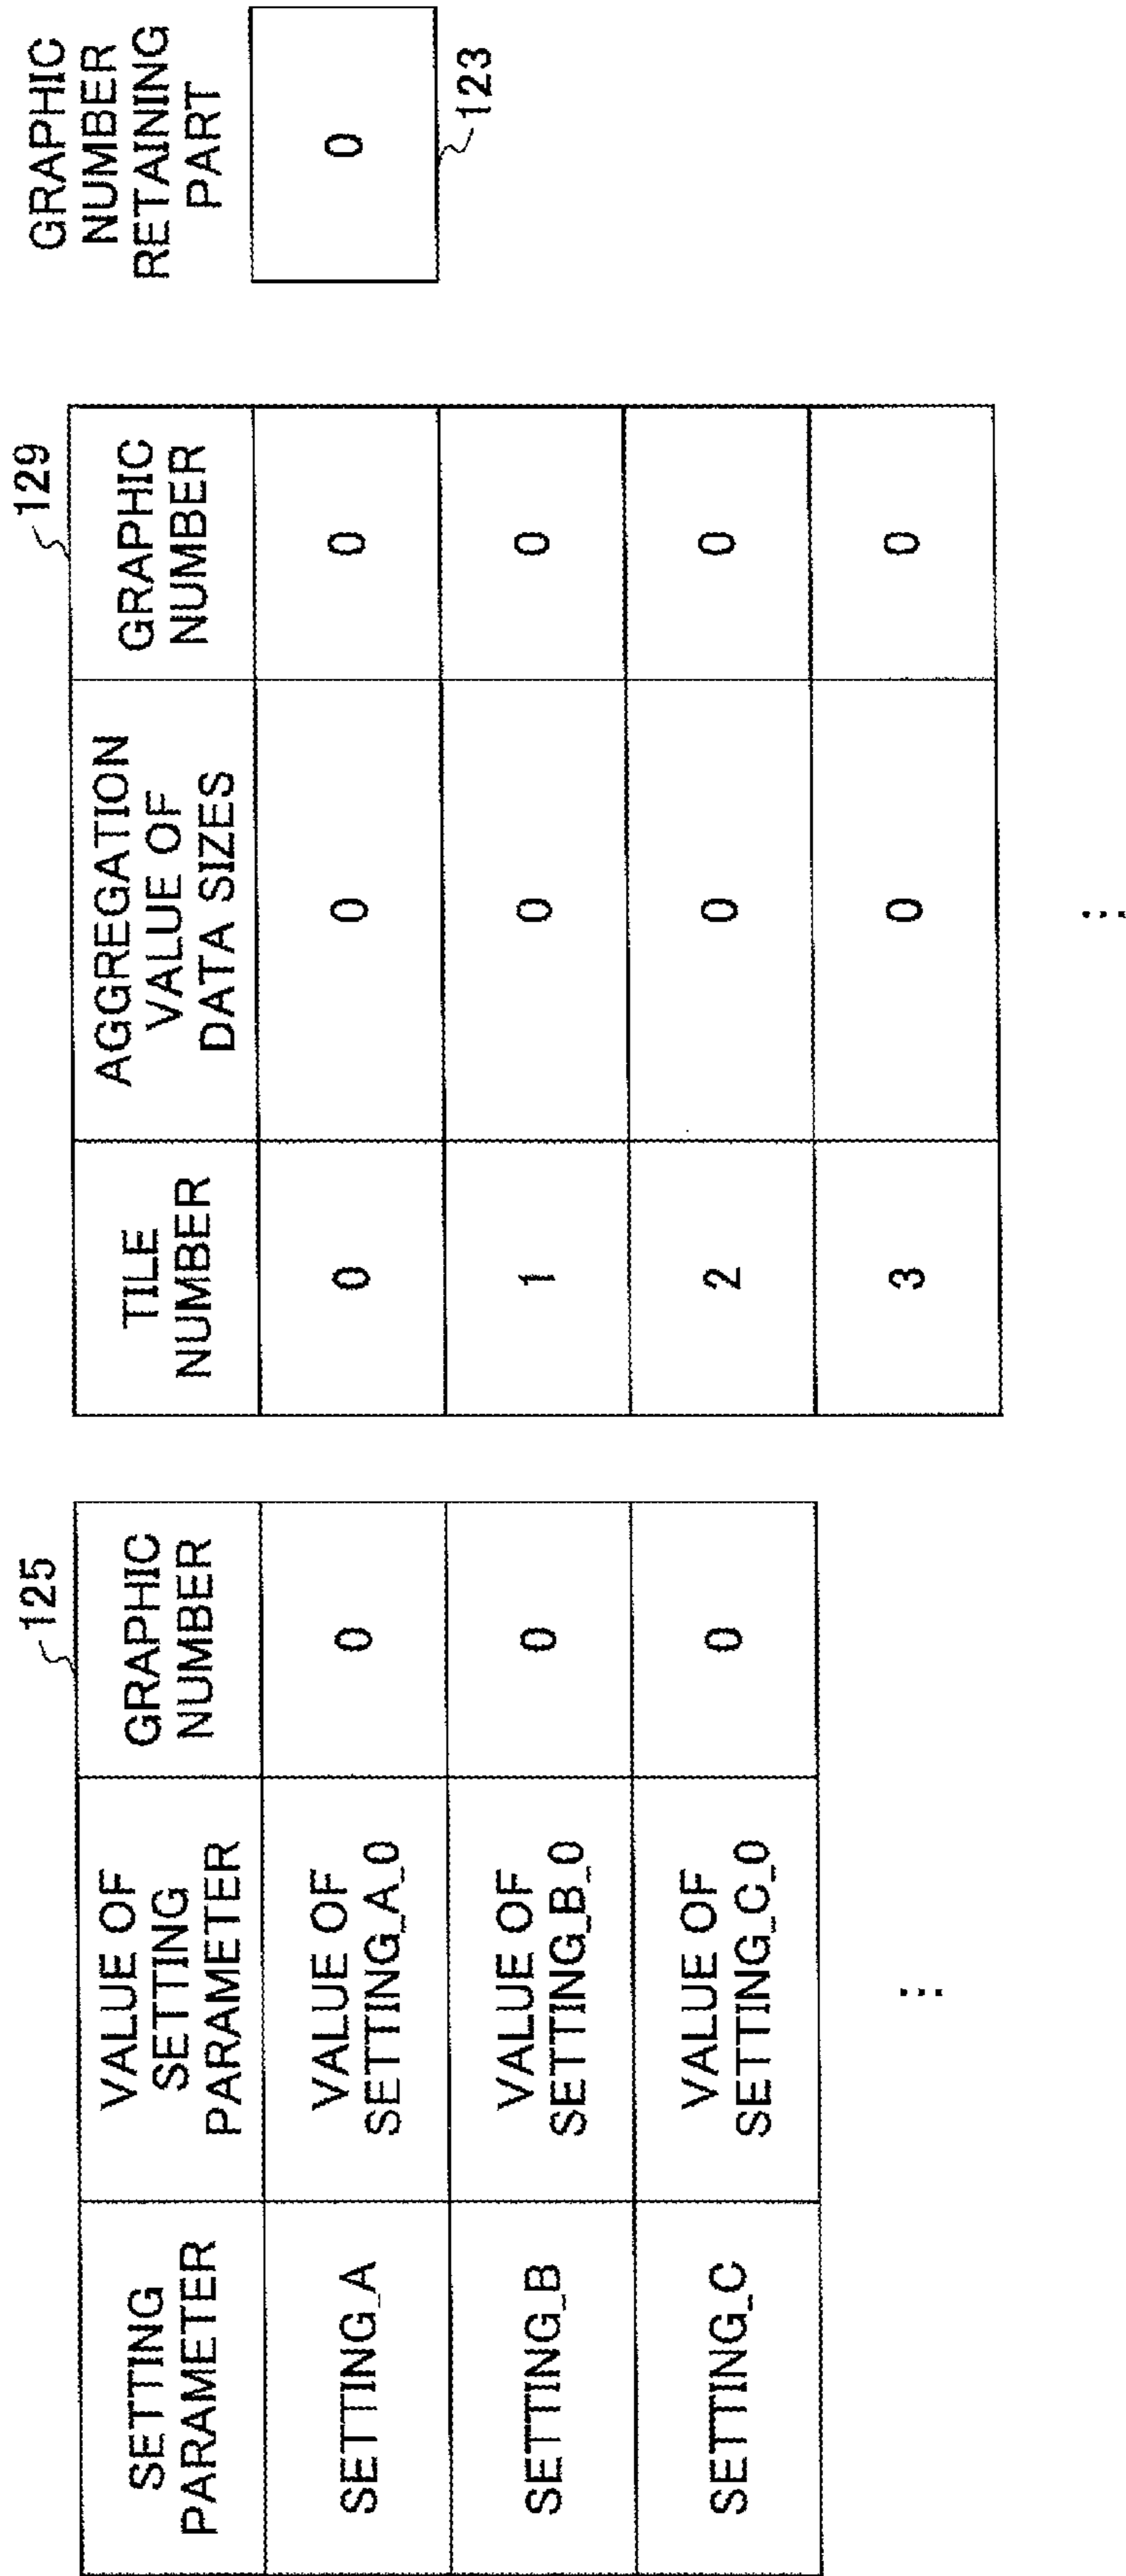 125
SETTING
PARAMETER
VALUE OF
SETTING
PARAMETER
GRAPHIC
NUMBER
SETTING_A
VALUE OF
SETTING_A_0
0
SETTING_B
VALUE OF
SETTING_B_0
0
SETTING_C
VALUE OF
SETTING_C_0
0
...
129
TILE
NUMBER
AGGREGATION
VALUE OF
DATA SIZES
GRAPHIC
NUMBER
0
0
0
1
0
0
2
0
0
3
0
0
...
GRAPHIC
NUMBER
RETAINING
PART
0
123